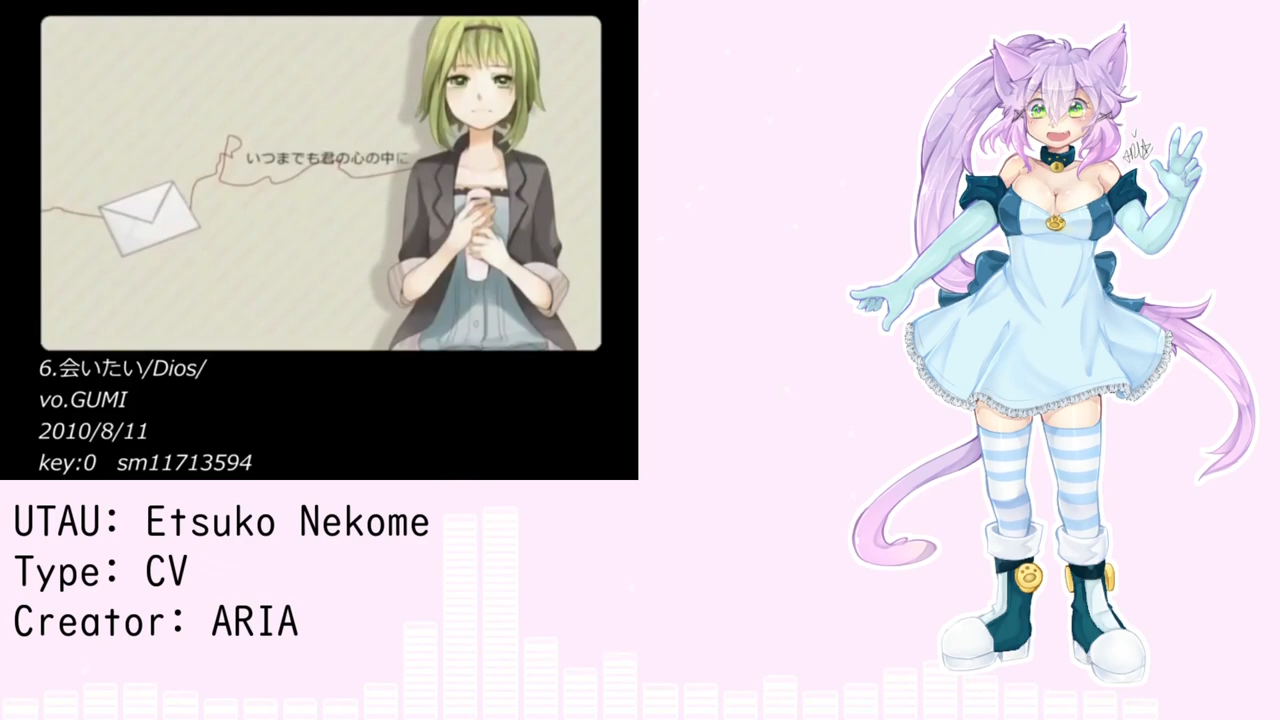 いつまでも君の心の中に
6.会いたい/Dios/
vo.GUMI
2010/8/11
key:0 sm11713594
UTAU: Etsuko Nekome
Type: CV
Creator: ARIA